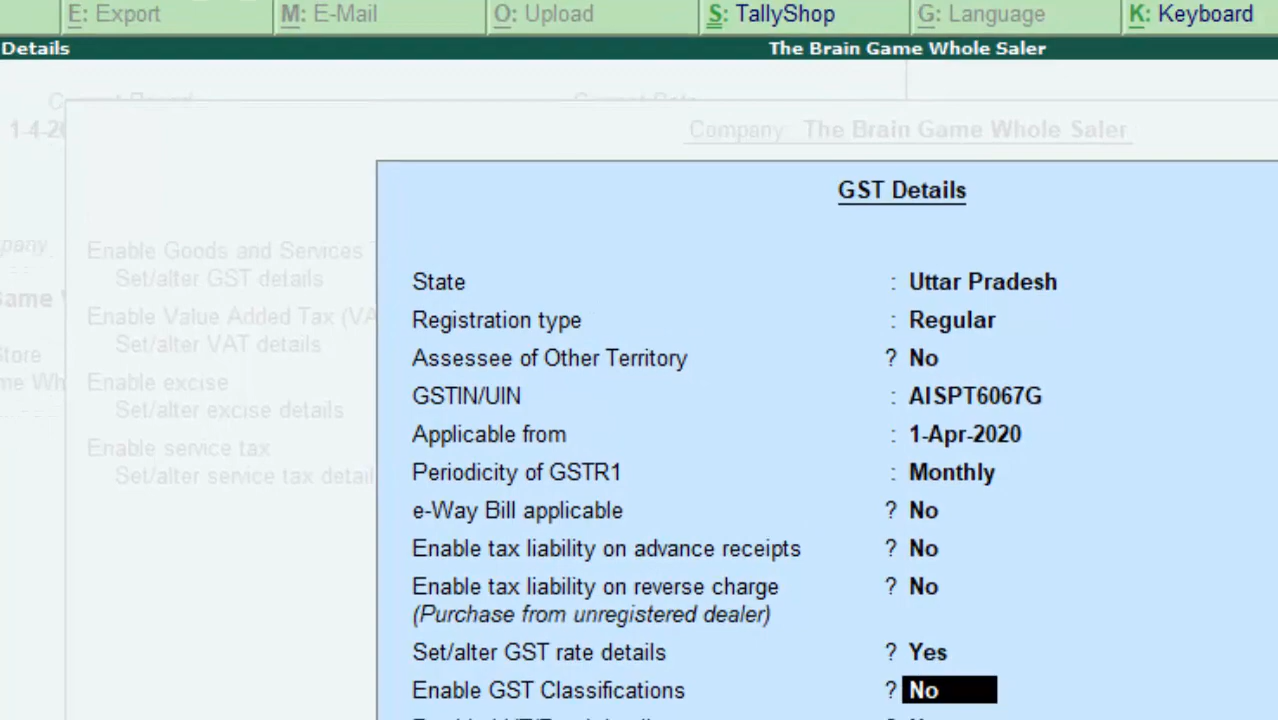 E: Export M: E-Mail O: Upload S: TallyShop G: Language K: Keyboard
Details The Brain Game Whole Saler
1-4-20
Company The Brain Game Whole Saler
GST Details
Enable Goods and Services
Set/alter GST details
State : Uttar Pradesh
Enable Value Added Tax (VA
Registration type : Regular
Set/alter VAT details
Assessee of Other Territory ? No
Enable excise
GSTIN/UIN : AISPT6067G
Set/alter excise details
Applicable from : 1-Apr-2020
Enable service tax
Periodicity of GSTR1 : Monthly
Set/alter service tax detail
e-Way Bill applicable ? No
Enable tax liability on advance receipts ? No
Enable tax liability on reverse charge ? No
(Purchase from unregistered dealer)
Set/alter GST rate details ? Yes
Enable GST Classifications ? No